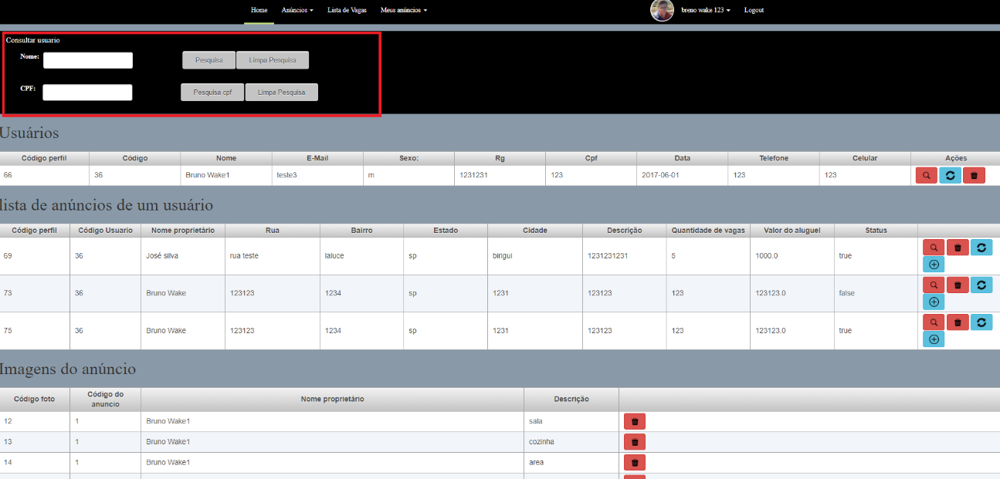 Home Anúncios Lista de Vagas Meus anúncios breno wake 123 Logout
Consultar usuario
Nome: Pesquisa Limpa Pesquisa
CPF: Pesquisa cpf Limpa Pesquisa
Usuários
Código perfil Código Nome E-Mail Sexo: Rg Cpf Data Telefone Celular Ações
66 36 Bruno Wake1 teste3 m 1231231 123 2017-06-01 123 123
lista de anúncios de um usuário
Código perfil Código Usuario Nome proprietário Rua Bairro Estado Cidade Descrição Quantidade de vagas Valor do aluguel Status
69 36 José silva rua teste laluce sp birigui 1231231231 5 1000.0 true
73 36 Bruno Wake 123123 1234 sp 1231 123123 123 123123.0 false
75 36 Bruno Wake 123123 1234 sp 1231 123123 123 123123.0 true
Imagens do anúncio
Código foto Código do anuncio Nome proprietário Descrição
12 1 Bruno Wake1 sala
13 1 Bruno Wake1 cozinha
14 1 Bruno Wake1 area